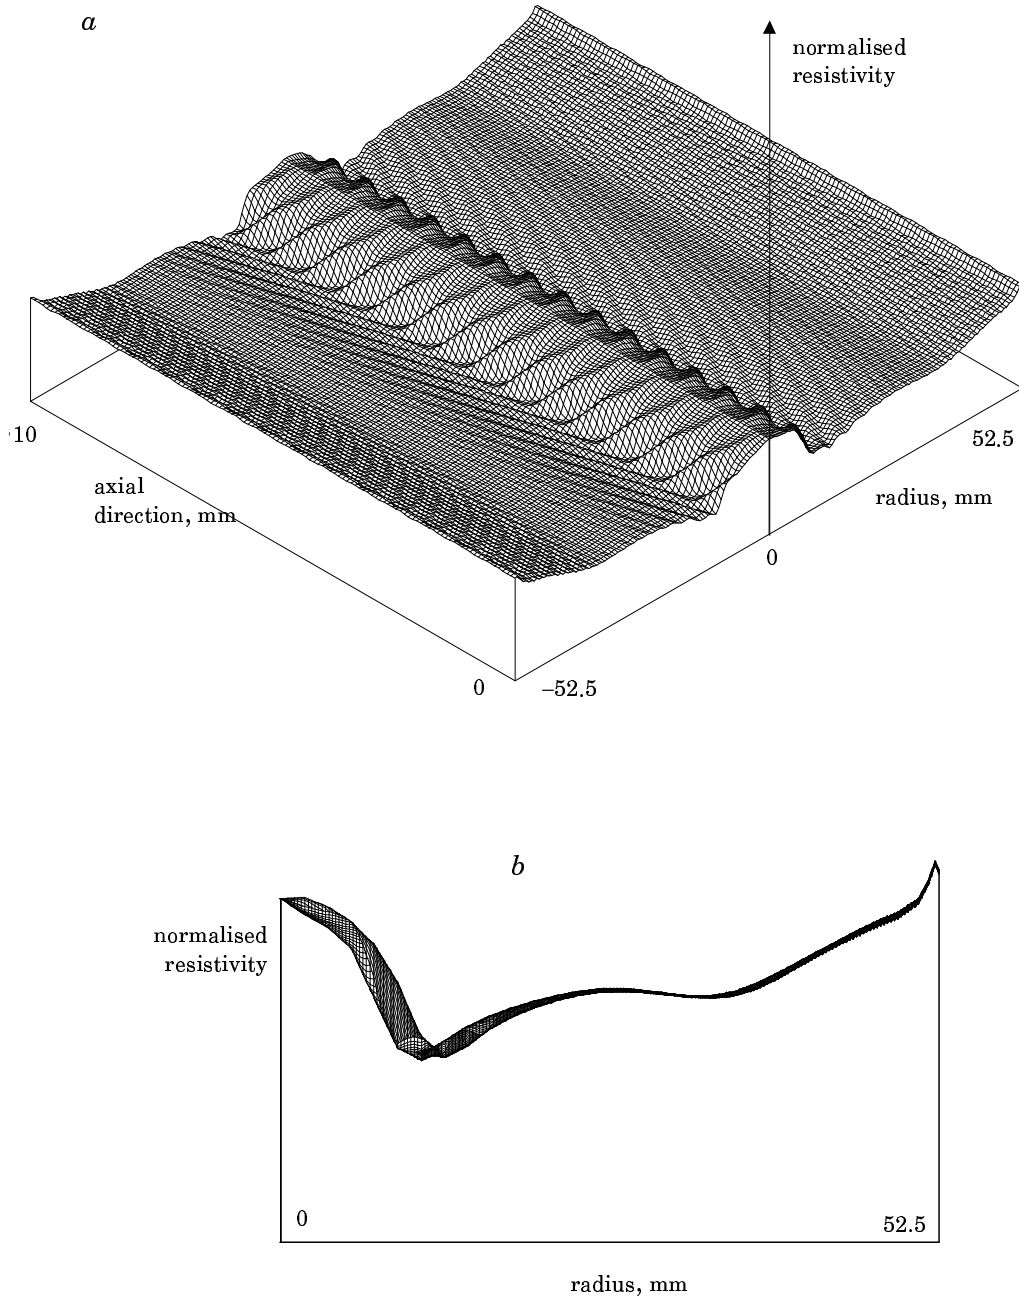 a
normalised
resistivity
10
axial
direction, mm
52.5
radius, mm
0
0
–52.5
b
normalised
resistivity
0
52.5
radius, mm